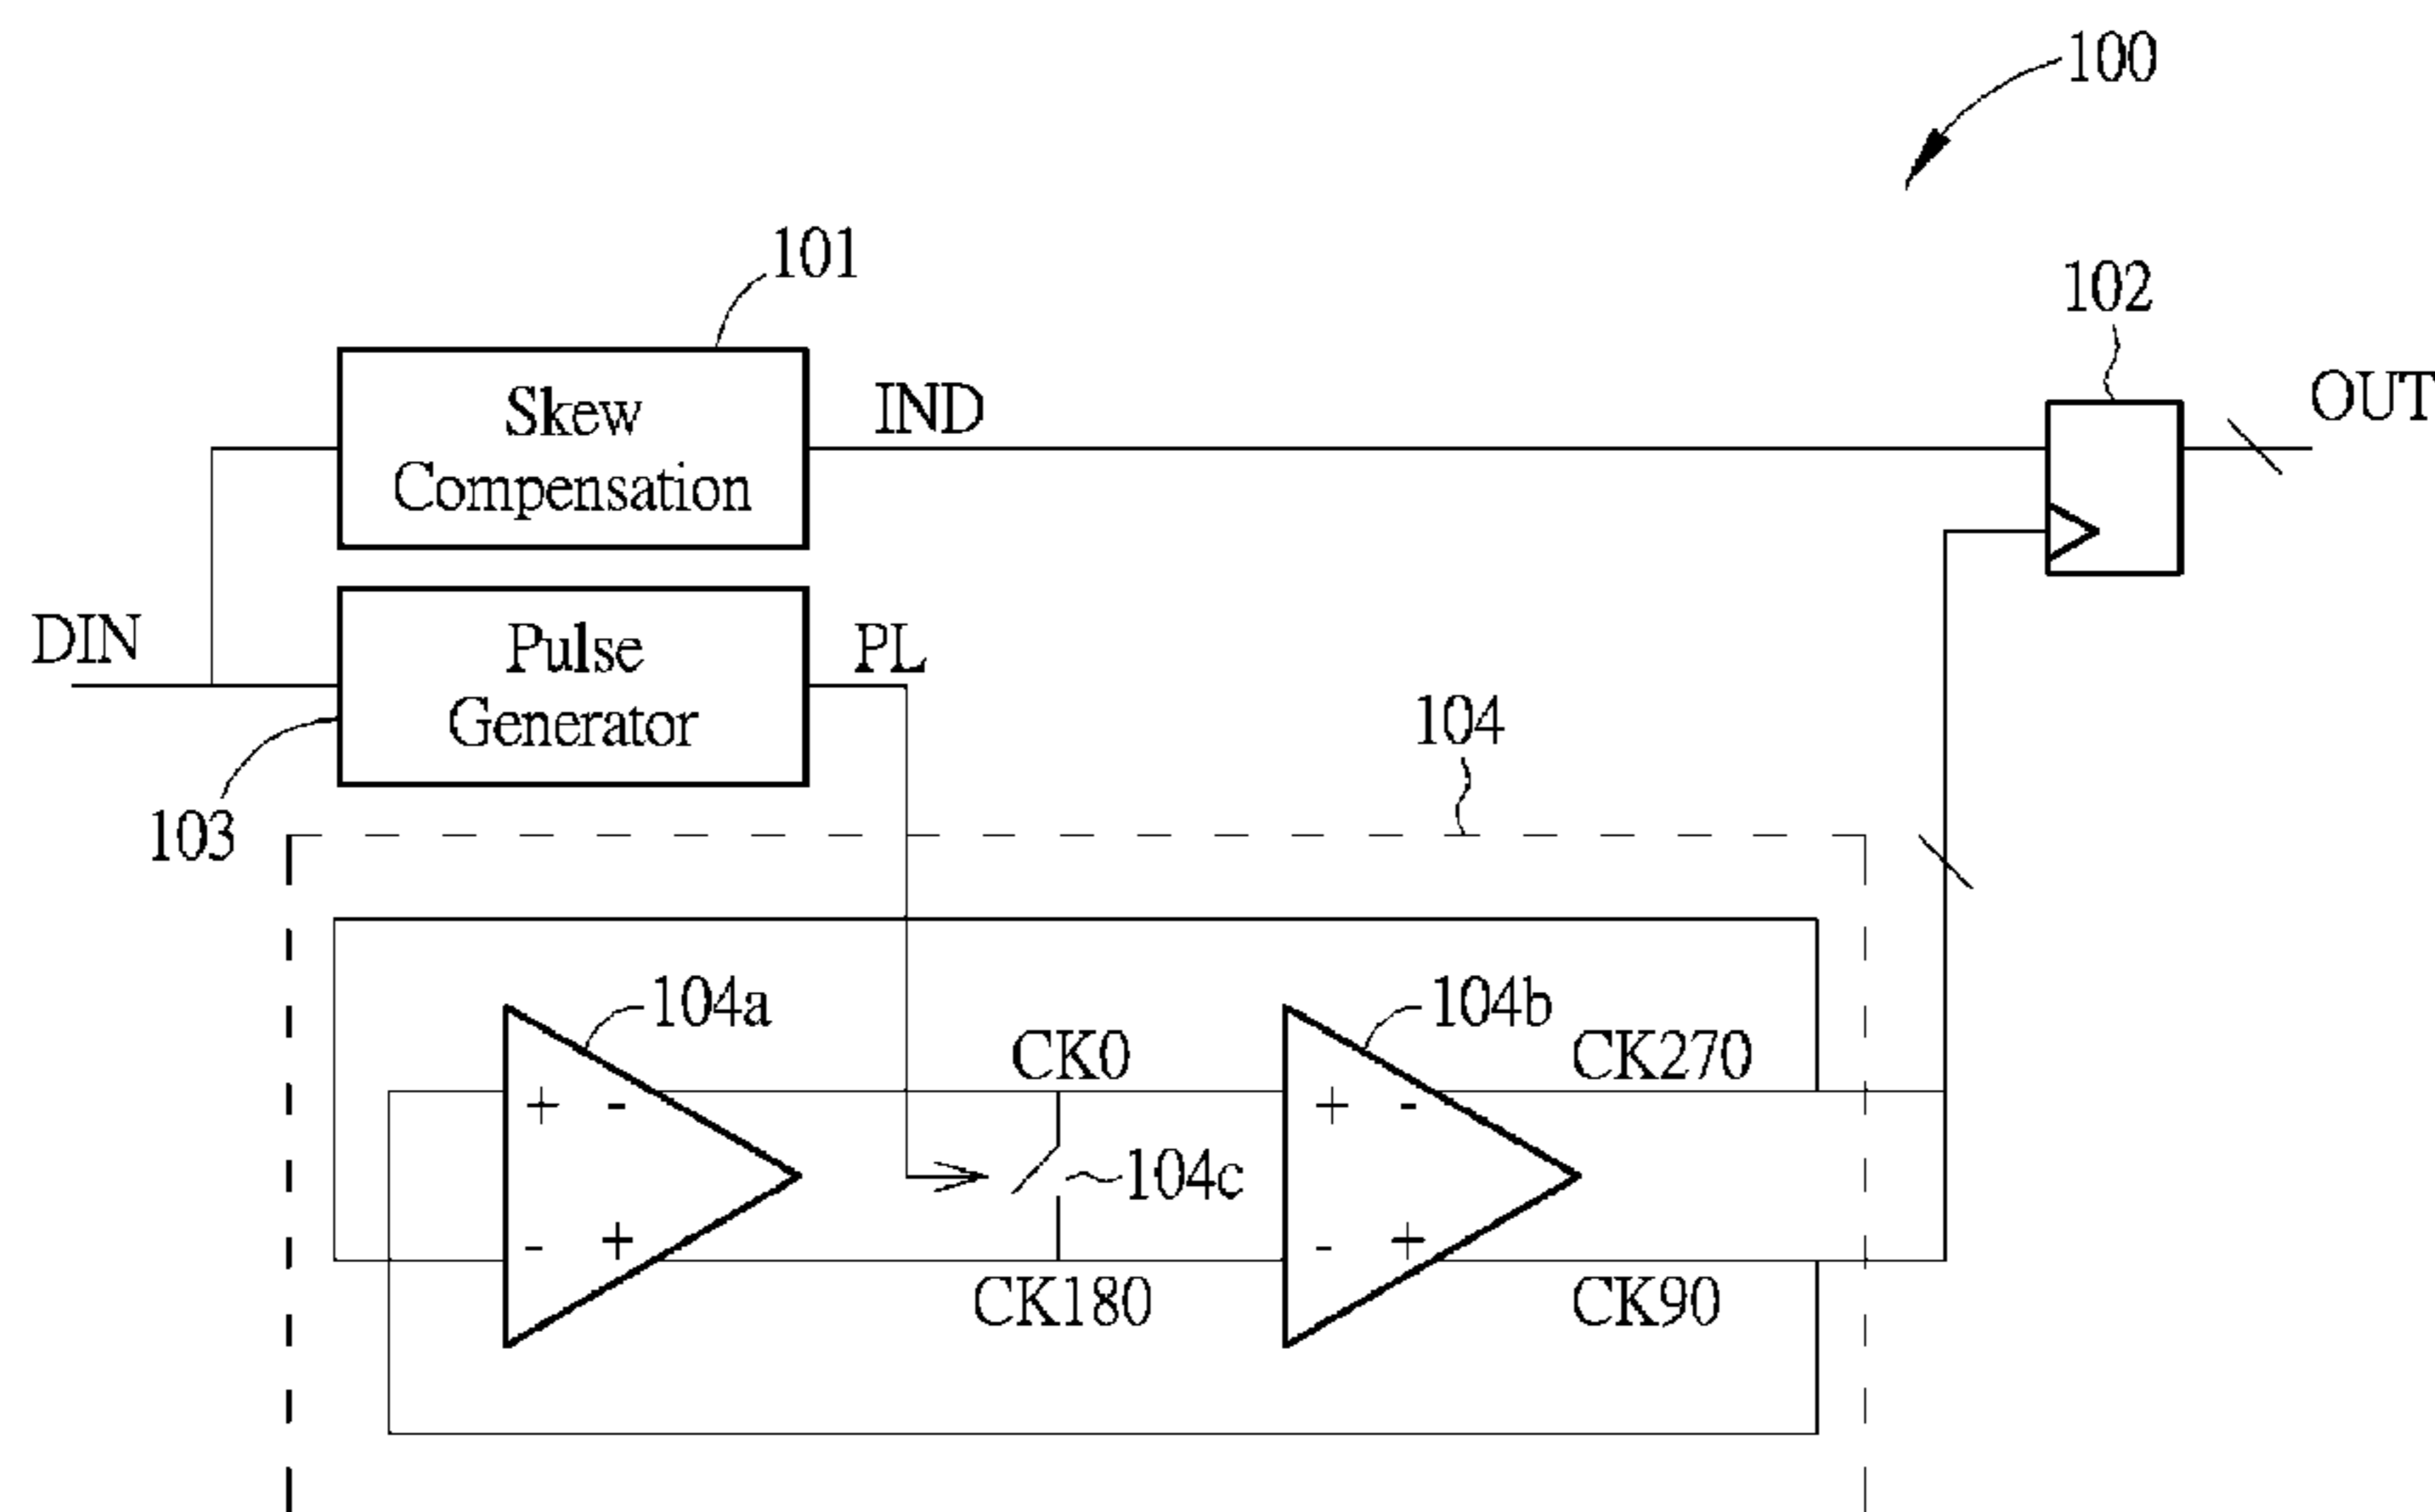 100
101
102
Skew
Compensation
IND
OUT
DIN
Pulse
Generator
PL
103
104
104a
104b
CK0
CK270
+ -
+ -
104c
- +
- +
CK180
CK90